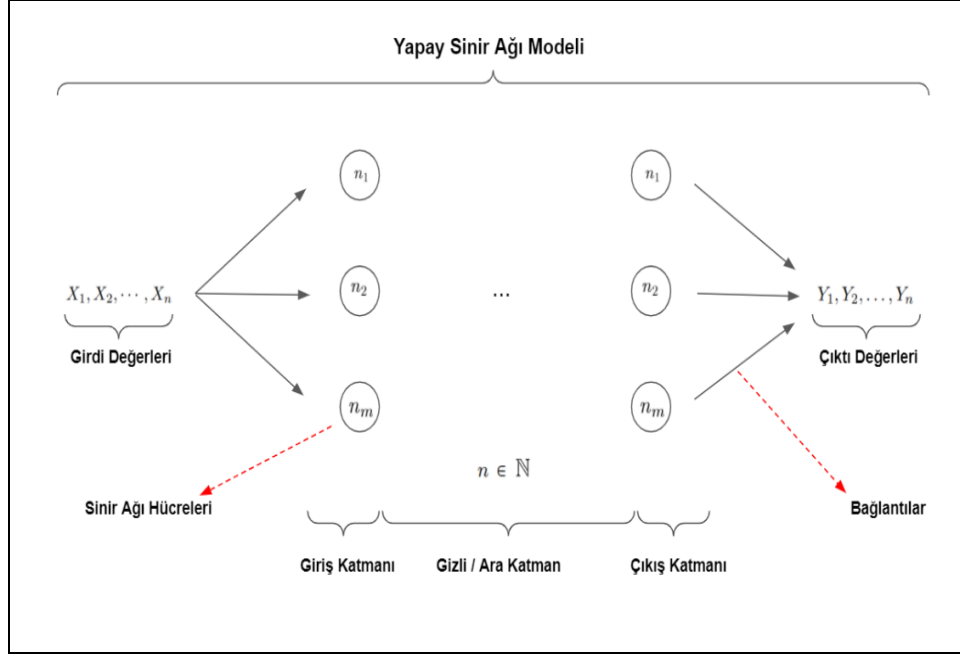 Yapay Sinir Ağı Modeli
n₁ n₁
X₁, X₂, ⋯, Xₙ n₂ ... n₂ Y₁, Y₂, …, Yₙ
Girdi Değerleri Çıktı Değerleri
nₘ nₘ
n ∈ ℕ
Sinir Ağı Hücreleri Bağlantılar
Giriş Katmanı Gizli / Ara Katman Çıkış Katmanı